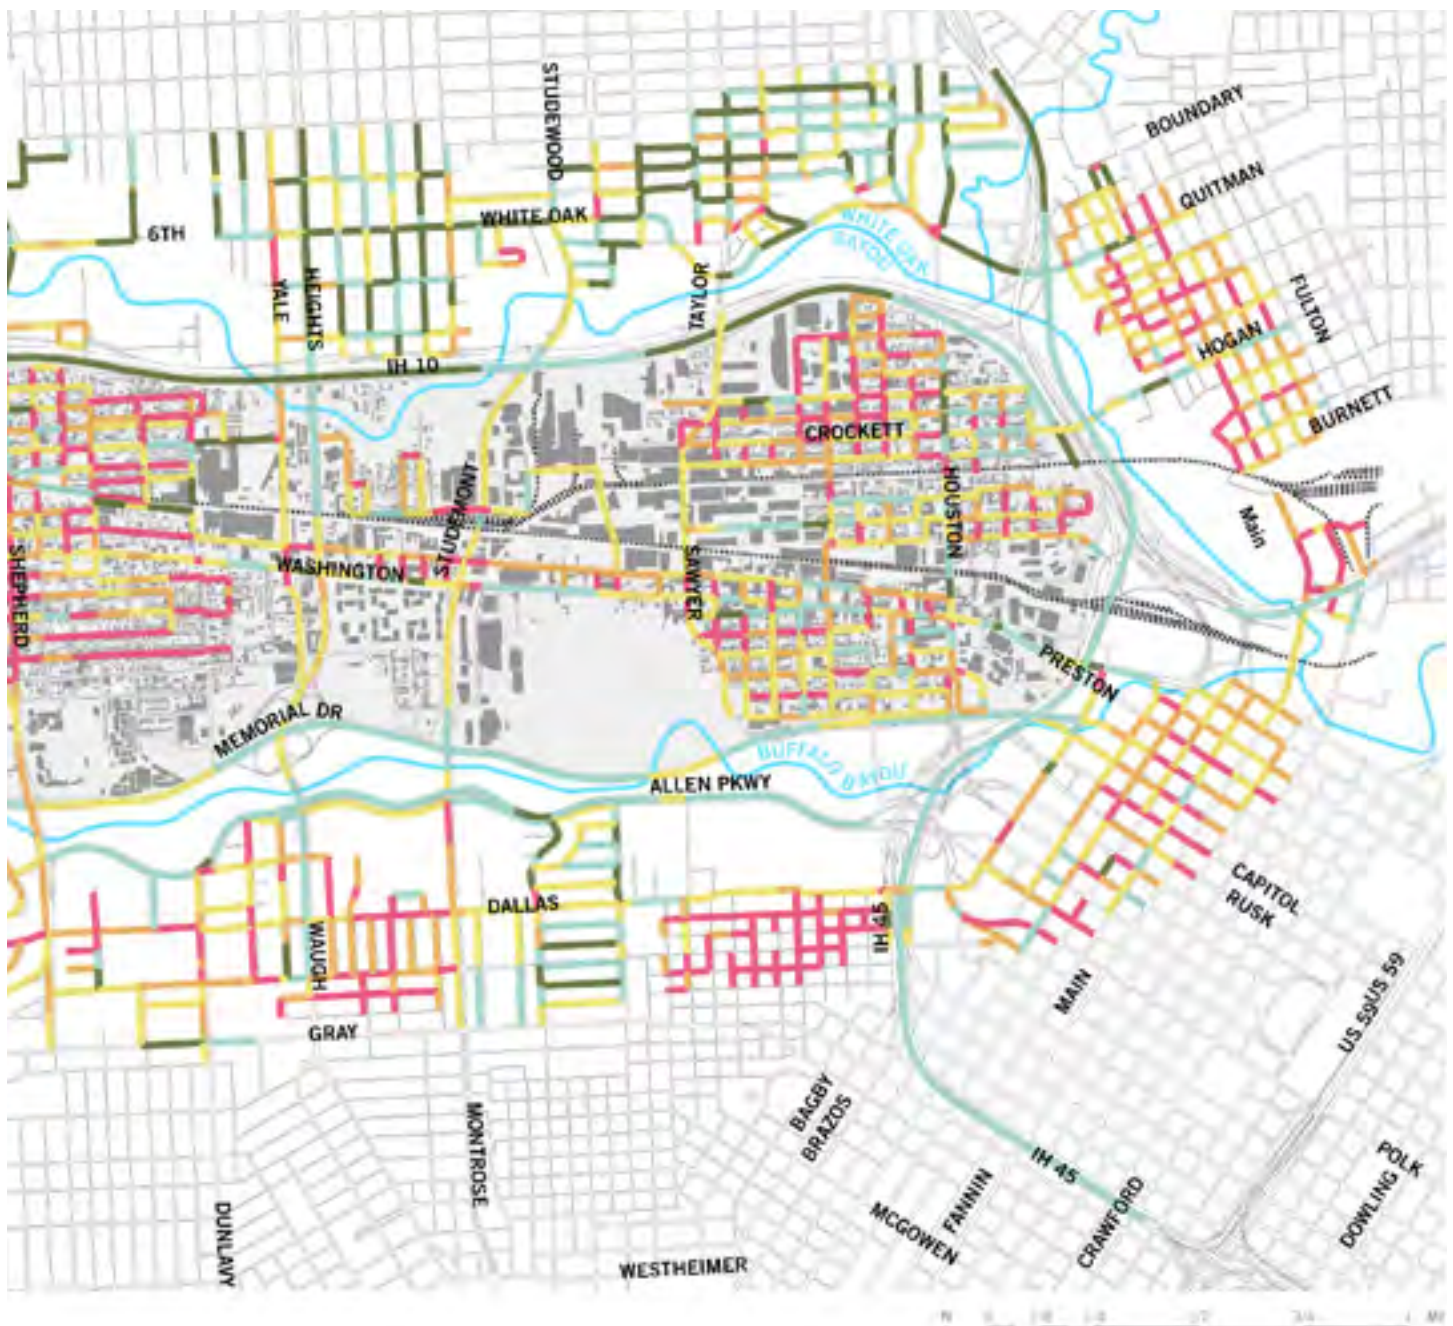 STUDEWOOD
BOUNDARY
QUITMAN
WHITE OAK
6TH
WHITE OAK
BAYOU
YALE
HEIGHTS
TAYLOR
FULTON
HOGAN
IH 10
BURNETT
CROCKETT
STUDEMONT
HOUSTON
Main
SHEPHERD
WASHINGTON
SAWYER
PRESTON
MEMORIAL DR
BUFFALO BAYOU
ALLEN PKWY
CAPITOL
RUSK
DALLAS
WAUGH
IH 45
MAIN
US 59
US 59
GRAY
BAGBY
BRAZOS
MONTROSE
IH 45
POLK
DOWLING
FANNIN
CRAWFORD
MCGOWEN
DUNLAVY
WESTHEIMER